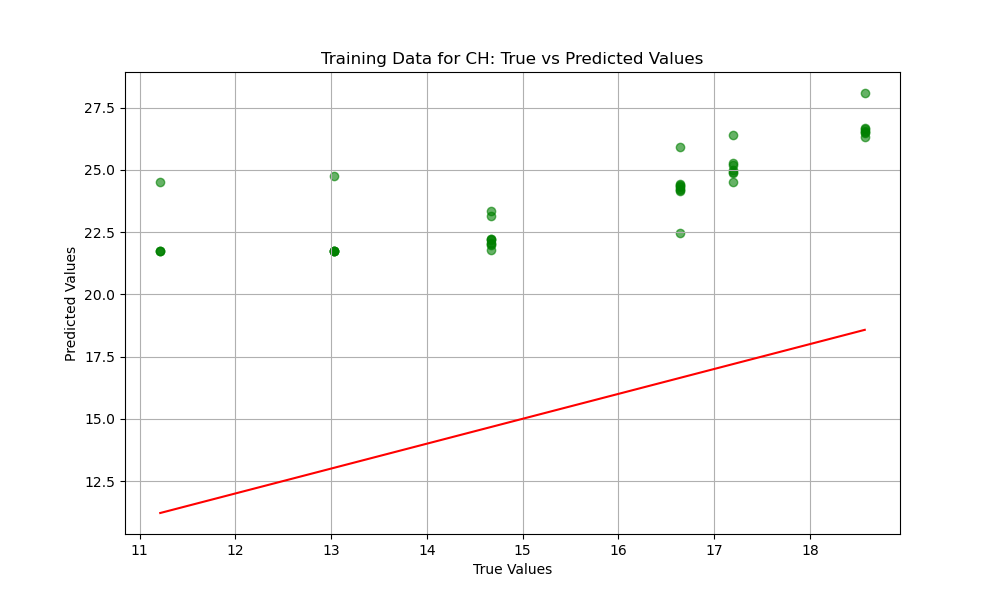 Training Data for CH: True vs Predicted Values
Predicted Values
27.5
25.0
22.5
20.0
17.5
15.0
12.5
11 12 13 14 15 16 17 18
True Values